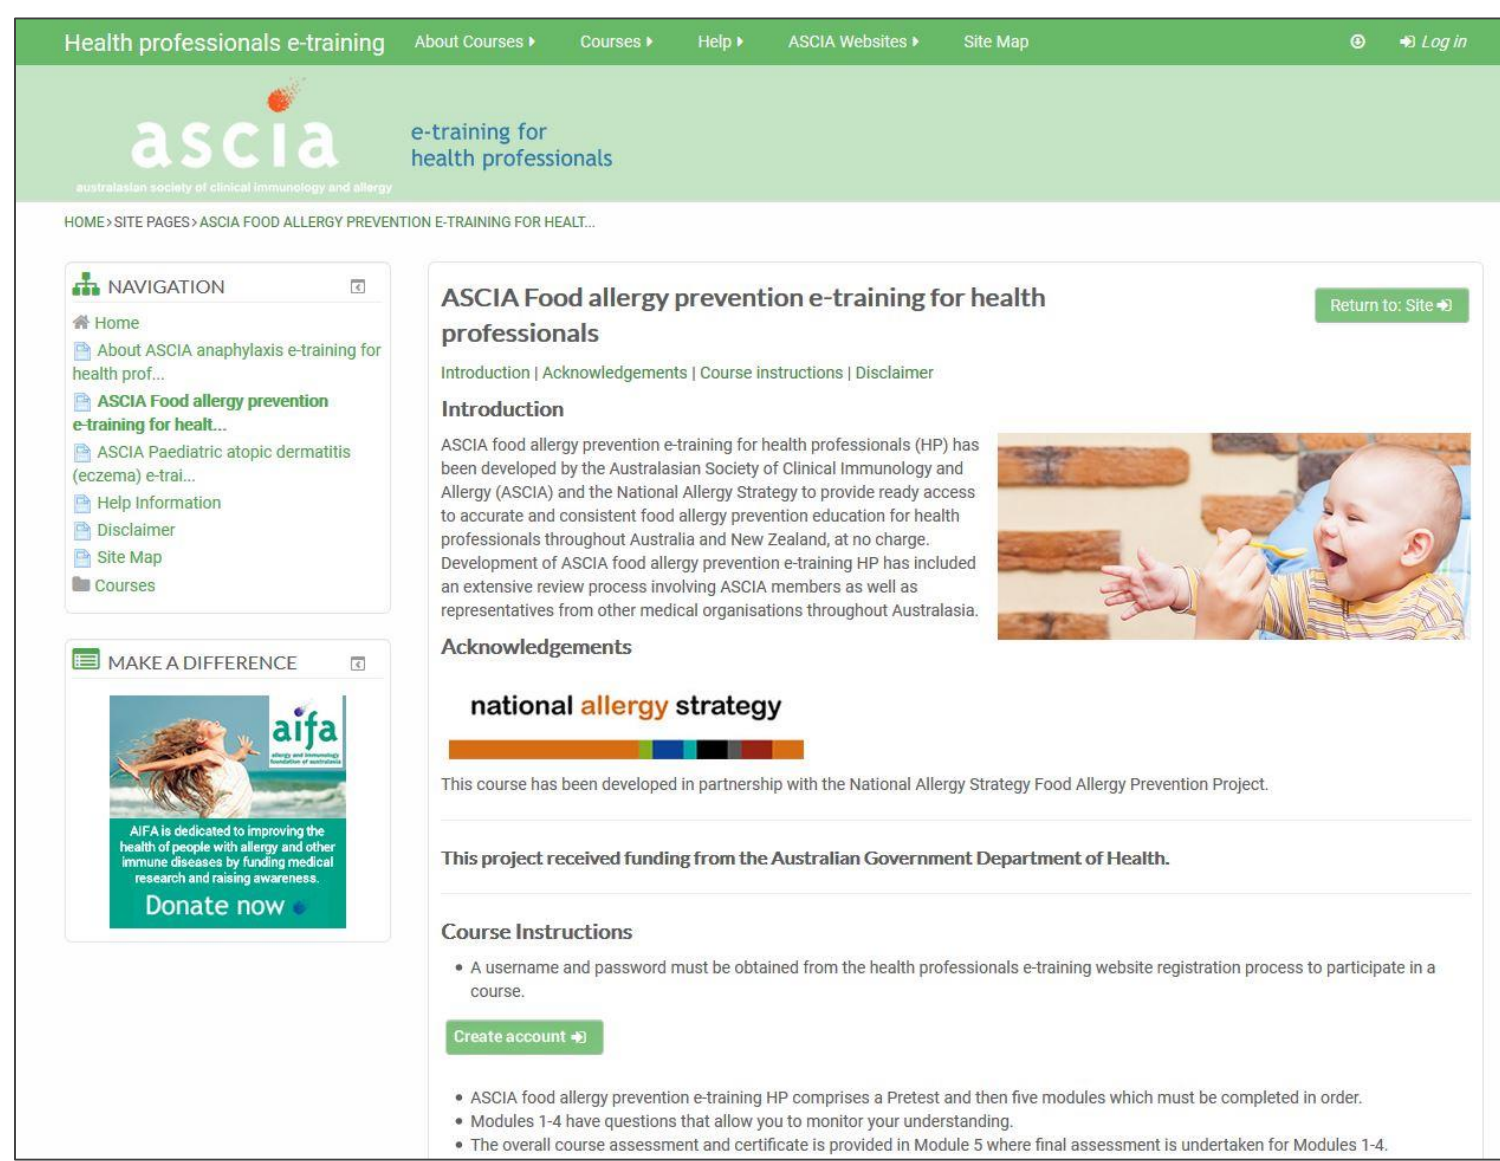 Health professionals e-training About Courses Courses Help ASCIA Websites Site Map Log in
ascia
australasian society of clinical immunology and allergy
e-training for
health professionals
HOME > SITE PAGES > ASCIA FOOD ALLERGY PREVENTION E-TRAINING FOR HEALT...
NAVIGATION
Home
About ASCIA anaphylaxis e-training for
health prof...
ASCIA Food allergy prevention
e-training for healt...
ASCIA Paediatric atopic dermatitis
(eczema) e-trai...
Help Information
Disclaimer
Site Map
Courses
MAKE A DIFFERENCE
aifa
allergy and immunology
foundation of australasia
AIFA is dedicated to improving the
health of people with allergy and other
immune diseases by funding medical
research and raising awareness.
Donate now
ASCIA Food allergy prevention e-training for health
professionals
Return to: Site
Introduction | Acknowledgements | Course instructions | Disclaimer
Introduction
ASCIA food allergy prevention e-training for health professionals (HP) has
been developed by the Australasian Society of Clinical Immunology and
Allergy (ASCIA) and the National Allergy Strategy to provide ready access
to accurate and consistent food allergy prevention education for health
professionals throughout Australia and New Zealand, at no charge.
Development of ASCIA food allergy prevention e-training HP has included
an extensive review process involving ASCIA members as well as
representatives from other medical organisations throughout Australasia.
Acknowledgements
national allergy strategy
This course has been developed in partnership with the National Allergy Strategy Food Allergy Prevention Project.
This project received funding from the Australian Government Department of Health.
Course Instructions
• A username and password must be obtained from the health professionals e-training website registration process to participate in a
course.
Create account
• ASCIA food allergy prevention e-training HP comprises a Pretest and then five modules which must be completed in order.
• Modules 1-4 have questions that allow you to monitor your understanding.
• The overall course assessment and certificate is provided in Module 5 where final assessment is undertaken for Modules 1-4.